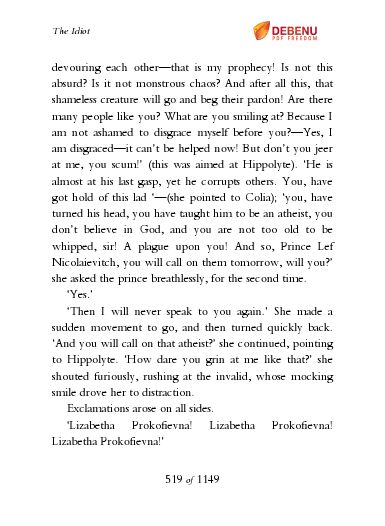 The Idiot
DEBENU
PDF FREEDOM
devouring each other—that is my prophecy! Is not this
absurd? Is it not monstrous chaos? And after all this, that
shameless creature will go and beg their pardon! Are there
many people like you? What are you smiling at? Because I
am not ashamed to disgrace myself before you?—Yes, I
am disgraced—it can’t be helped now! But don’t you jeer
at me, you scum!’ (this was aimed at Hippolyte). ‘He is
almost at his last gasp, yet he corrupts others. You, have
got hold of this lad ‘—(she pointed to Colia); ‘you, have
turned his head, you have taught him to be an atheist, you
don’t believe in God, and you are not too old to be
whipped, sir! A plague upon you! And so, Prince Lef
Nicolaievitch, you will call on them tomorrow, will you?’
she asked the prince breathlessly, for the second time.
‘Yes.’
‘Then I will never speak to you again.’ She made a
sudden movement to go, and then turned quickly back.
‘And you will call on that atheist?’ she continued, pointing
to Hippolyte. ‘How dare you grin at me like that?’ she
shouted furiously, rushing at the invalid, whose mocking
smile drove her to distraction.
Exclamations arose on all sides.
‘Lizabetha Prokofievna! Lizabetha Prokofievna!
Lizabetha Prokofievna!’
519 of 1149